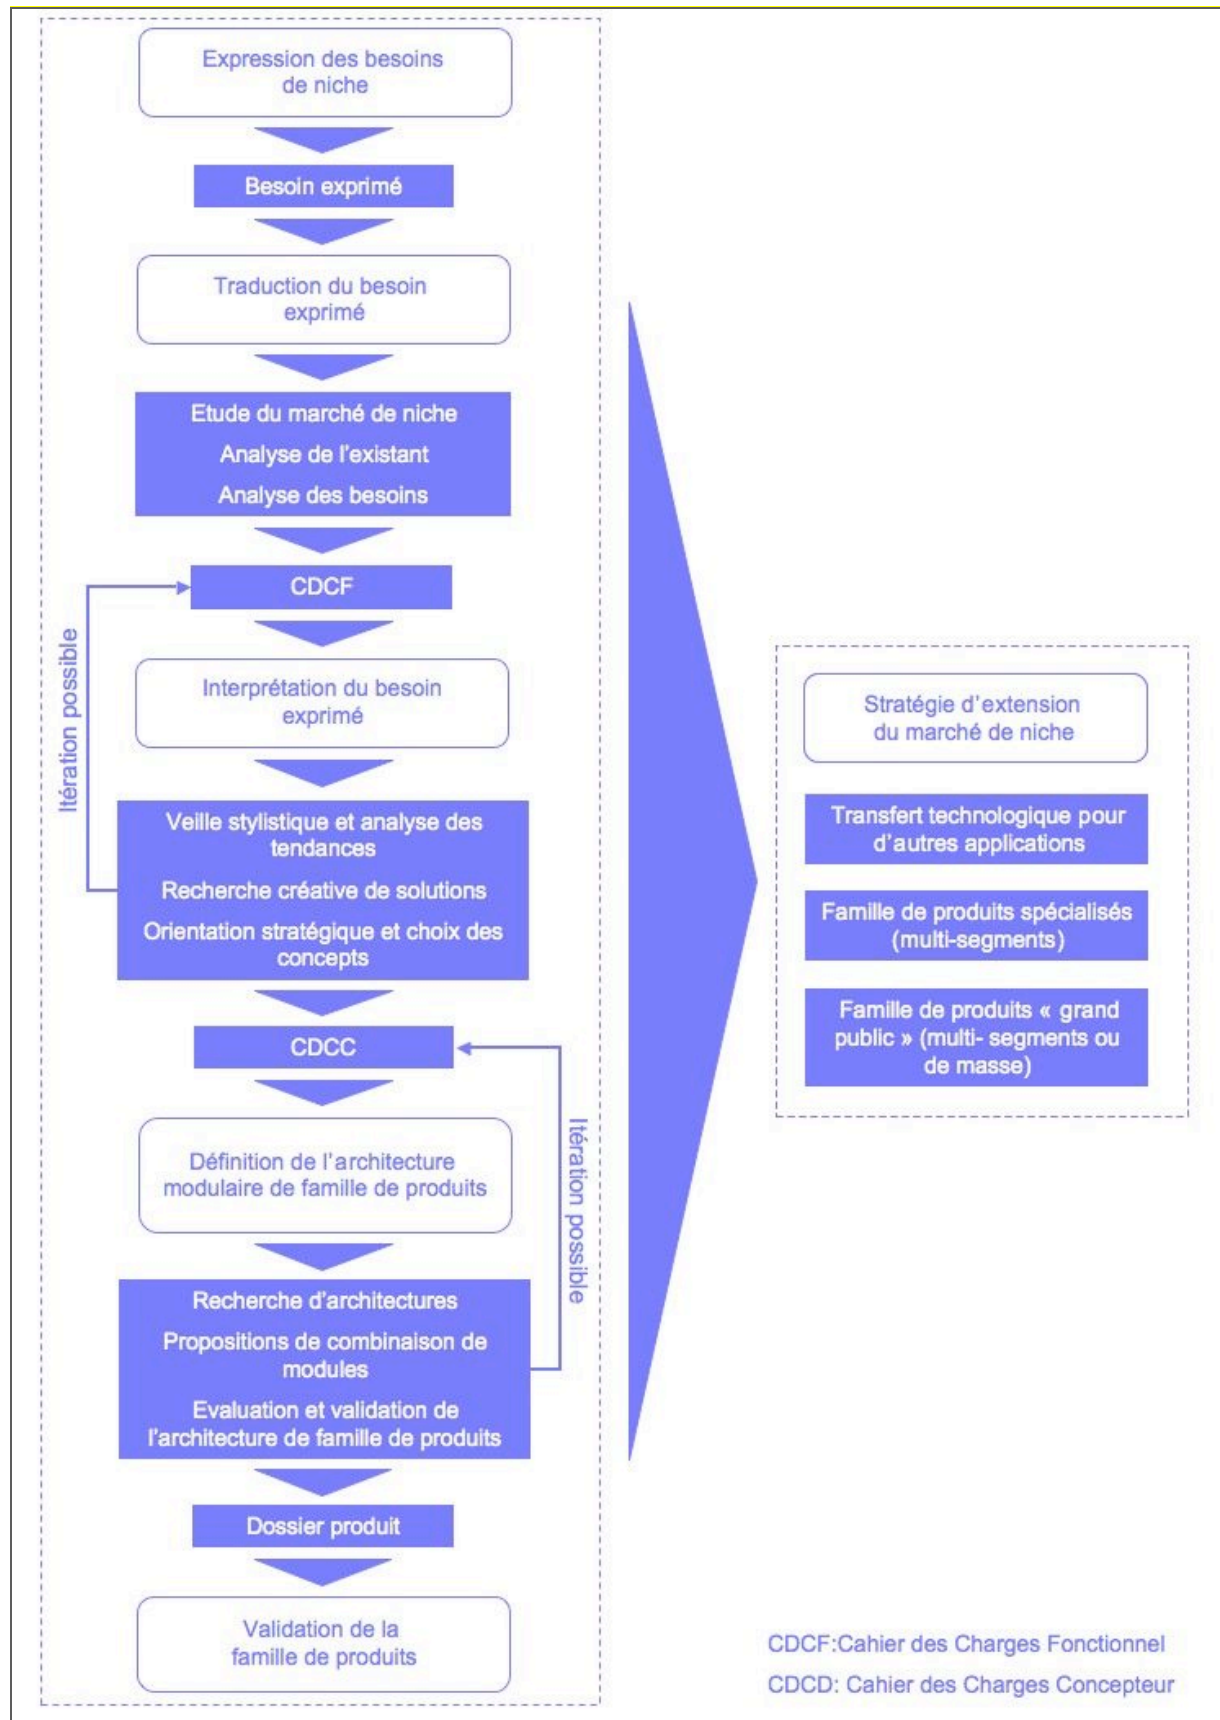 Expression des besoins
de niche
Besoin exprimé
Traduction du besoin
exprimé
Etude du marché de niche
Analyse de l'existant
Analyse des besoins
CDCF
Itération possible
Interprétation du besoin
exprimé
Veille stylistique et analyse des
tendances
Recherche créative de solutions
Orientation stratégique et choix des
concepts
CDCC
Itération possible
Définition de l'architecture
modulaire de famille de produits
Recherche d'architectures
Propositions de combinaison de
modules
Evaluation et validation de
l'architecture de famille de produits
Dossier produit
Validation de la
famille de produits
Stratégie d'extension
du marché de niche
Transfert technologique pour
d'autres applications
Famille de produits spécialisés
(multi-segments)
Famille de produits « grand
public » (multi- segments ou
de masse)
CDCF:Cahier des Charges Fonctionnel
CDCD: Cahier des Charges Concepteur